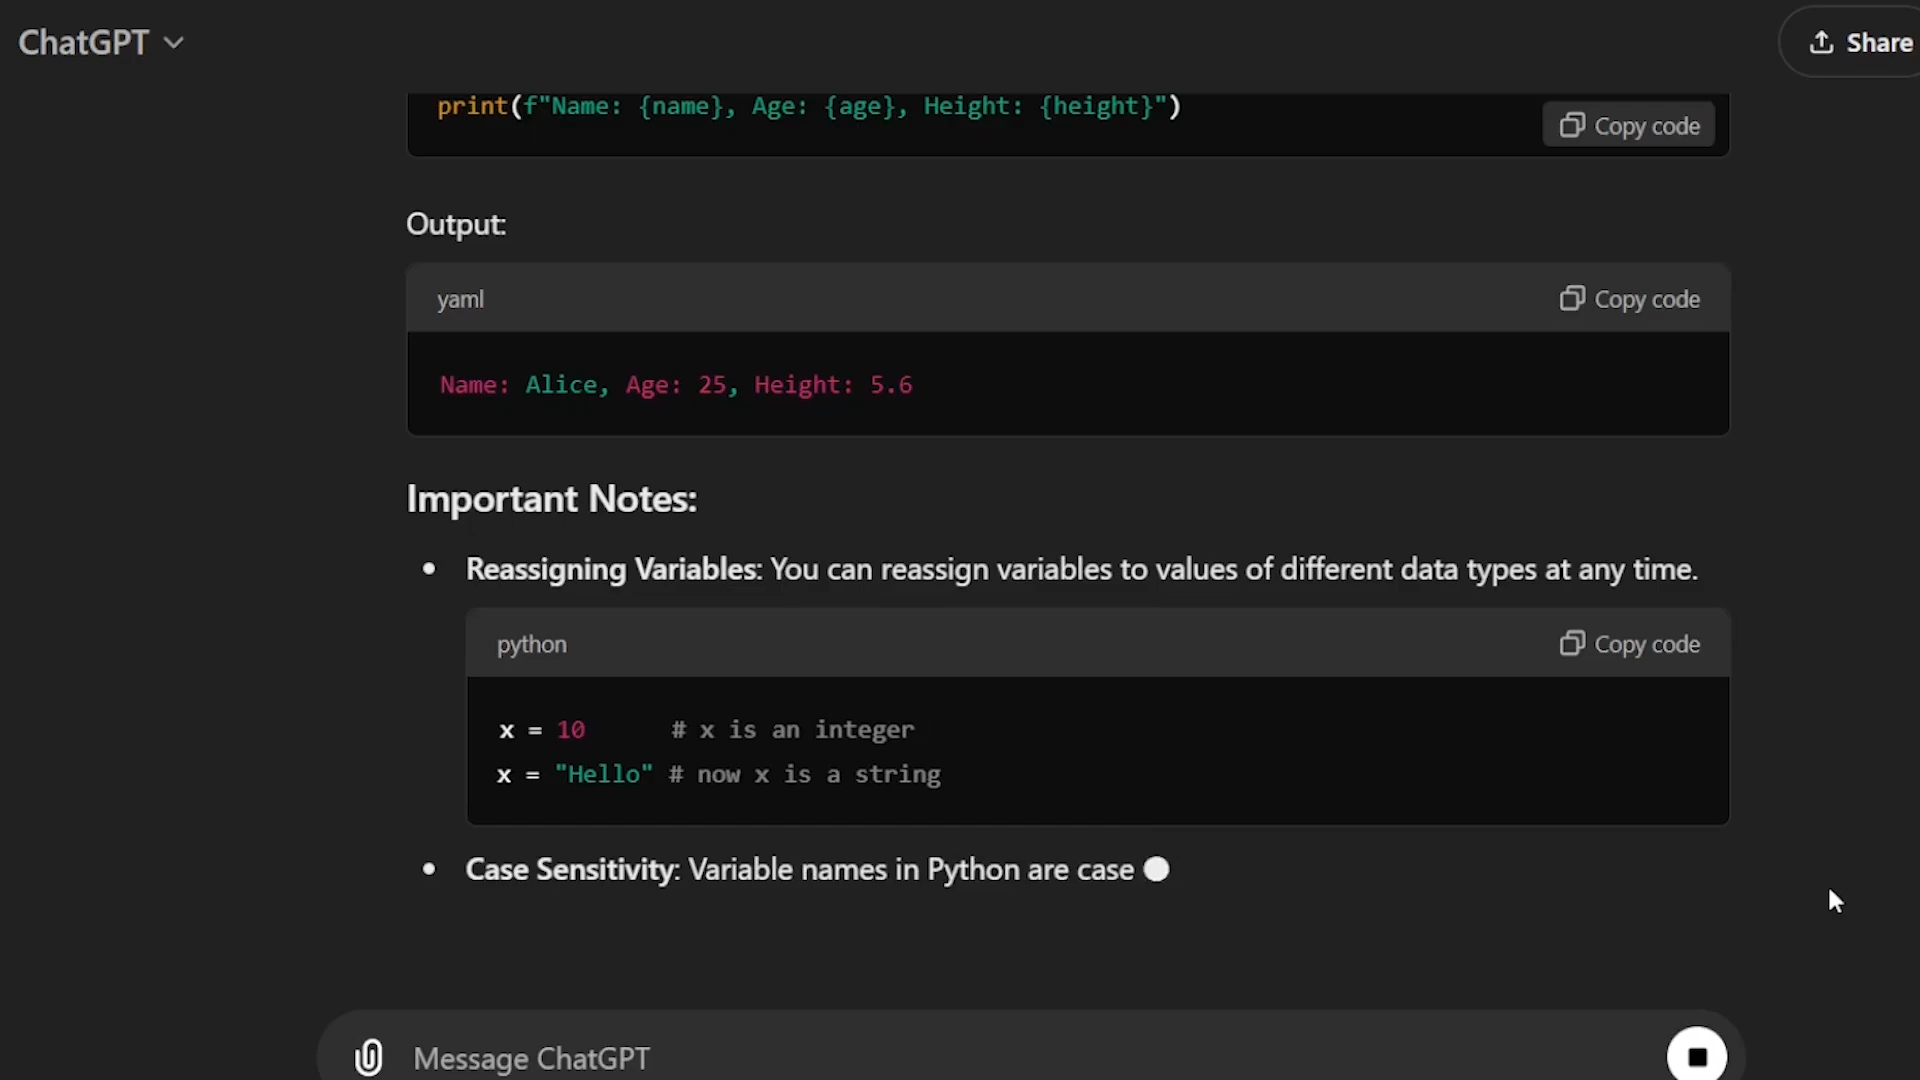 ChatGPT
Share
print(f"Name: {name}, Age: {age}, Height: {height}")
Copy code
Output:
yaml
Copy code
Name: Alice, Age: 25, Height: 5.6
Important Notes:
• Reassigning Variables: You can reassign variables to values of different data types at any time.
python
Copy code
x = 10      # x is an integer
x = "Hello" # now x is a string
• Case Sensitivity: Variable names in Python are case
Message ChatGPT